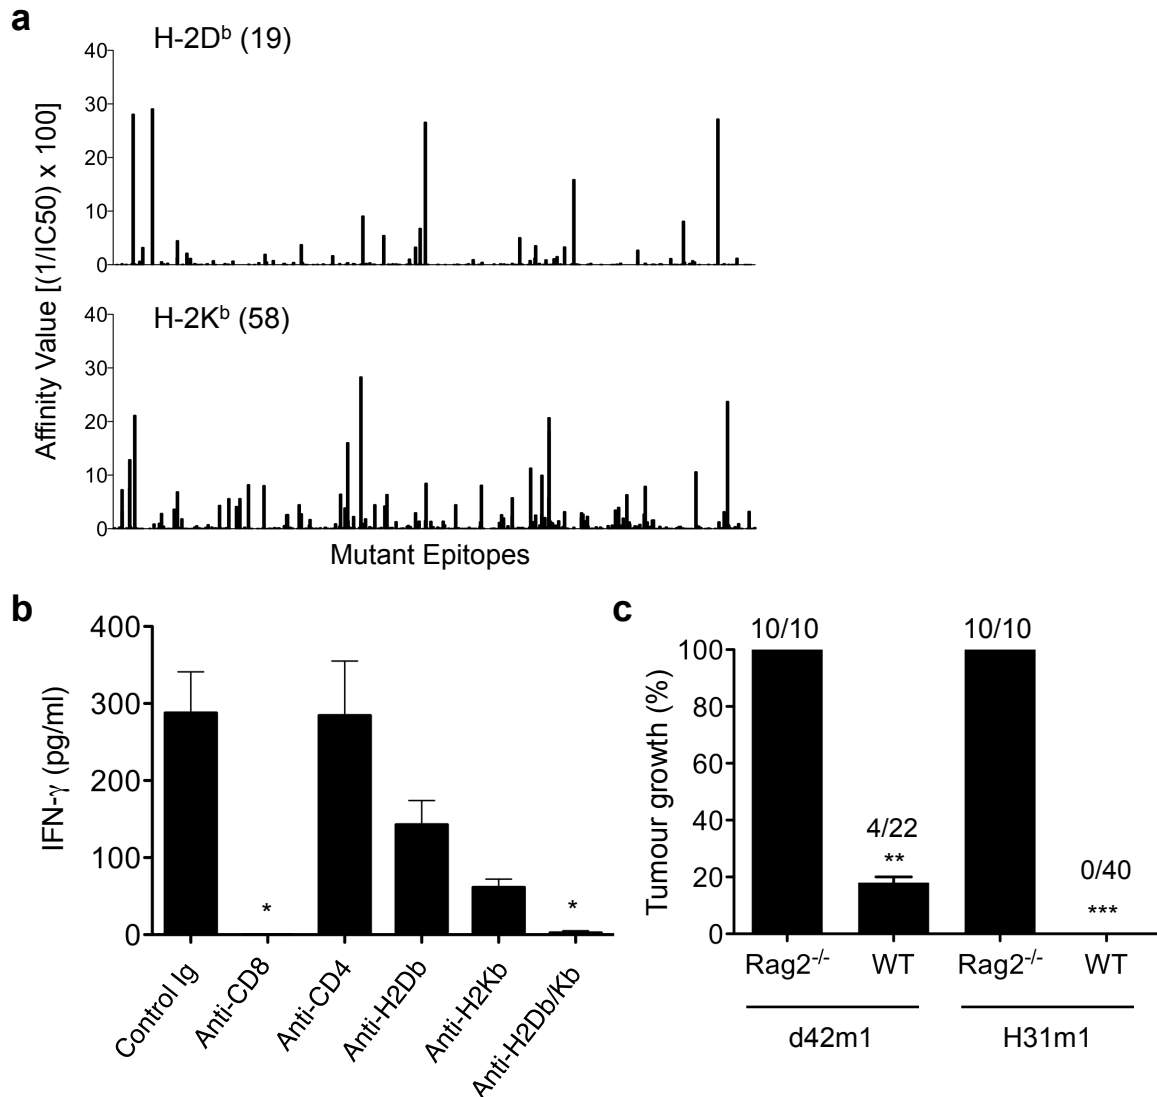 a
H-2Dᵇ (19)
40
30
20
10
0
H-2Kᵇ (58)
40
30
20
10
0
Affinity Value [(1/IC50) x 100]
Mutant Epitopes
b
400
300
200
100
0
IFN-γ (pg/ml)
*
*
Control Ig
Anti-CD8
Anti-CD4
Anti-H2Db
Anti-H2Kb
Anti-H2Db/Kb
c
10/10
10/10
100
80
60
40
20
0
Tumour growth (%)
4/22
**
0/40
***
Rag2⁻/⁻ WT Rag2⁻/⁻ WT
d42m1 H31m1